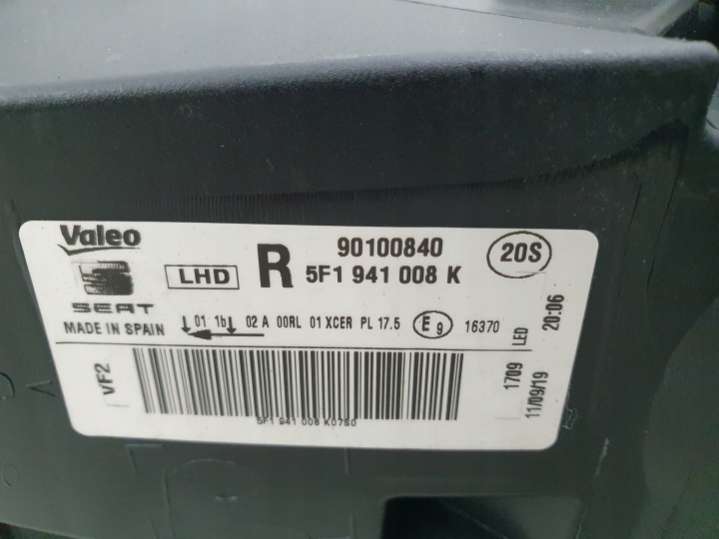 Valeo
SEAT
MADE IN SPAIN
LHD
R
90100840
5F1 941 008 K
20S
01 1b 02 A 00RL 01 XCER PL 17.5 E9 16370
LED
20:06
VF2
1709
11/09/19
5F1 941 008 K07S0